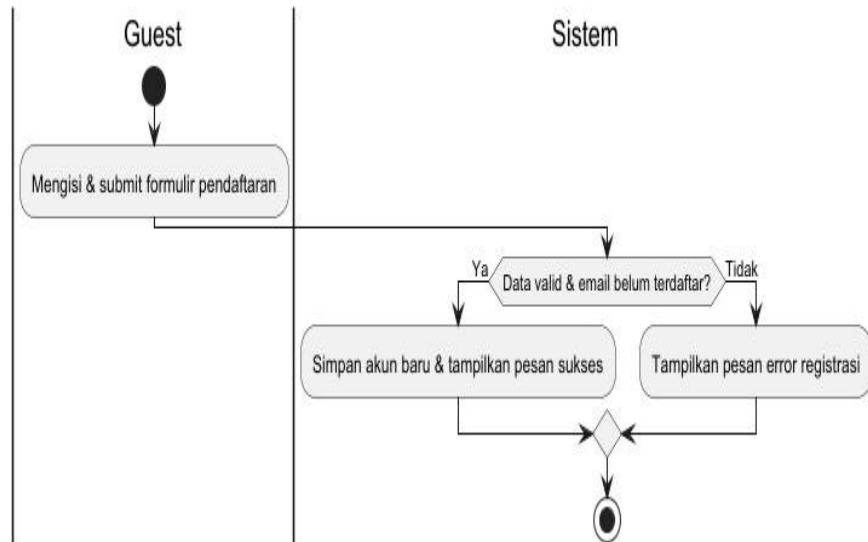 Guest
Sistem
Mengisi & submit formulir pendaftaran
Ya
Data valid & email belum terdaftar?
Tidak
Simpan akun baru & tampilkan pesan sukses
Tampilkan pesan error registrasi